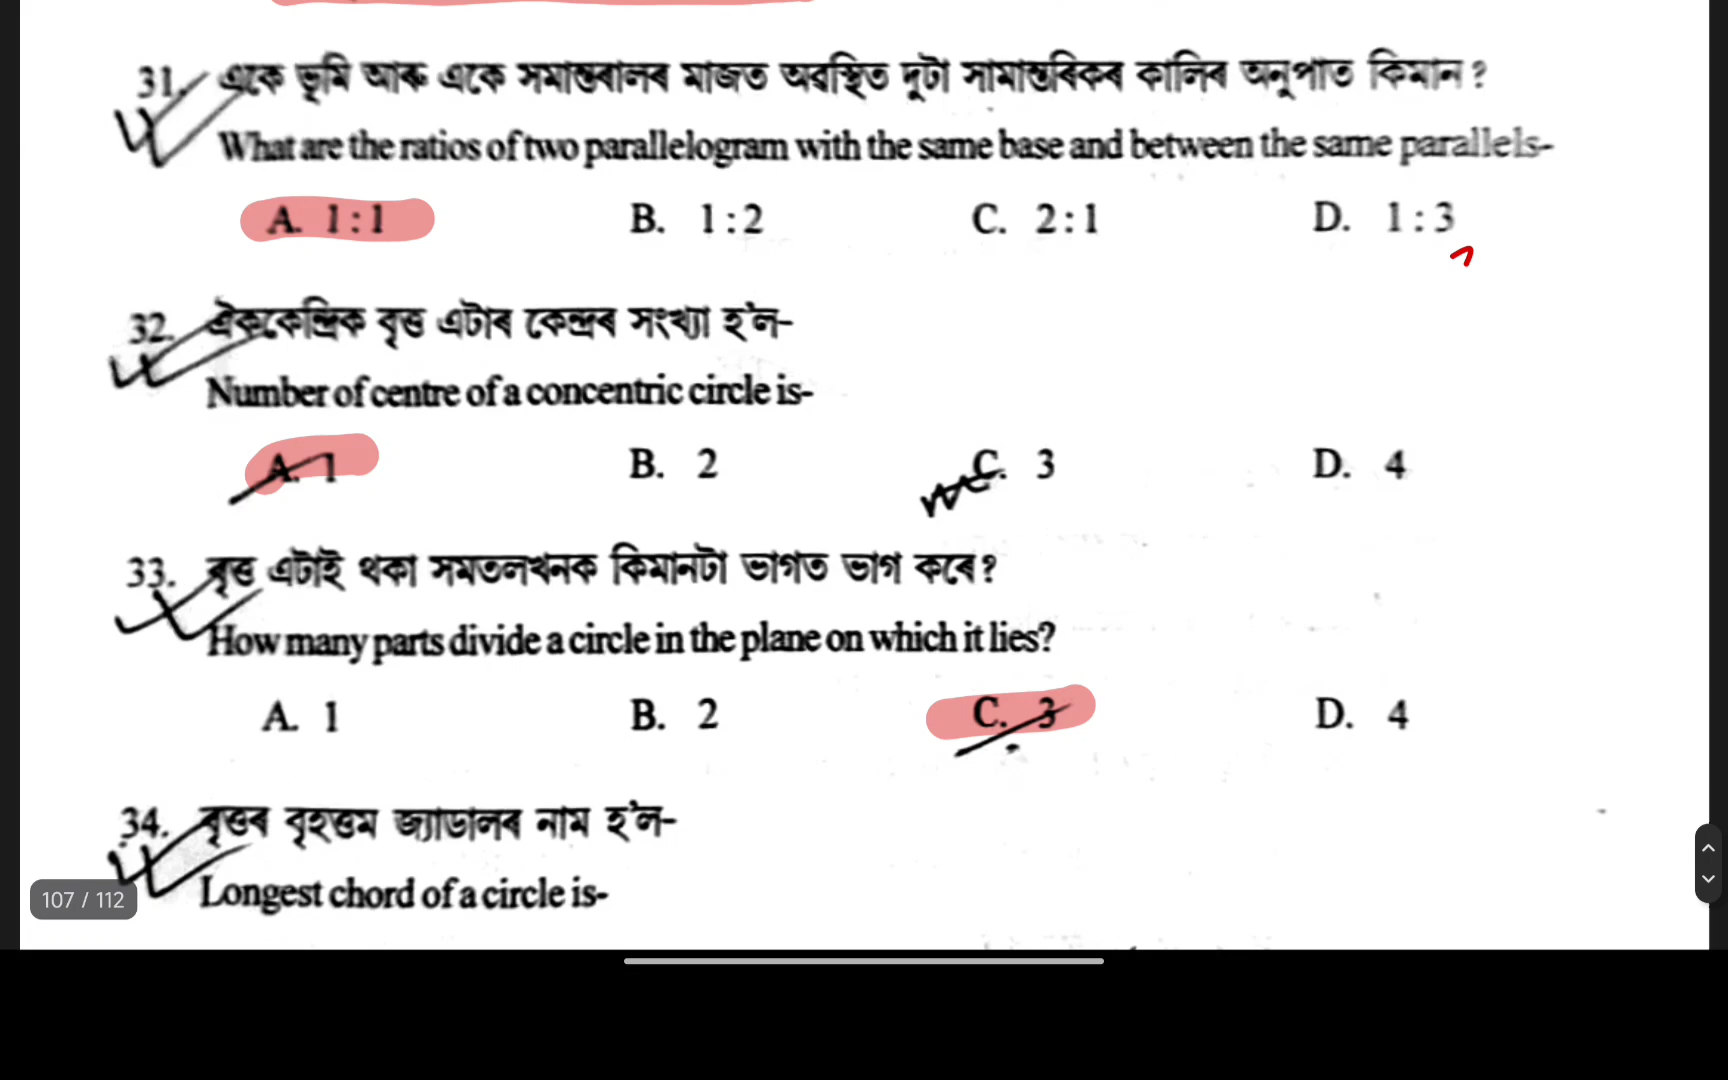 31. একে ভূমি আৰু একে সমান্তৰালৰ মাজত অৱস্থিত দুটা সামান্তৰিকৰ কালিৰ অনুপাত কিমান?
What are the ratios of two parallelogram with the same base and between the same parallels-
A. 1:1 B. 1:2 C. 2:1 D. 1:3
32. ঐককেন্দ্ৰিক বৃত্ত এটাৰ কেন্দ্ৰৰ সংখ্যা হ'ল-
Number of centre of a concentric circle is-
A. 1 B. 2 C. 3 D. 4
33. বৃত্ত এটাই থকা সমতলখনক কিমানটা ভাগত ভাগ কৰে?
How many parts divide a circle in the plane on which it lies?
A. 1 B. 2 C. 3 D. 4
34. বৃত্তৰ বৃহত্তম জ্যাডালৰ নাম হ'ল-
Longest chord of a circle is-
107 / 112